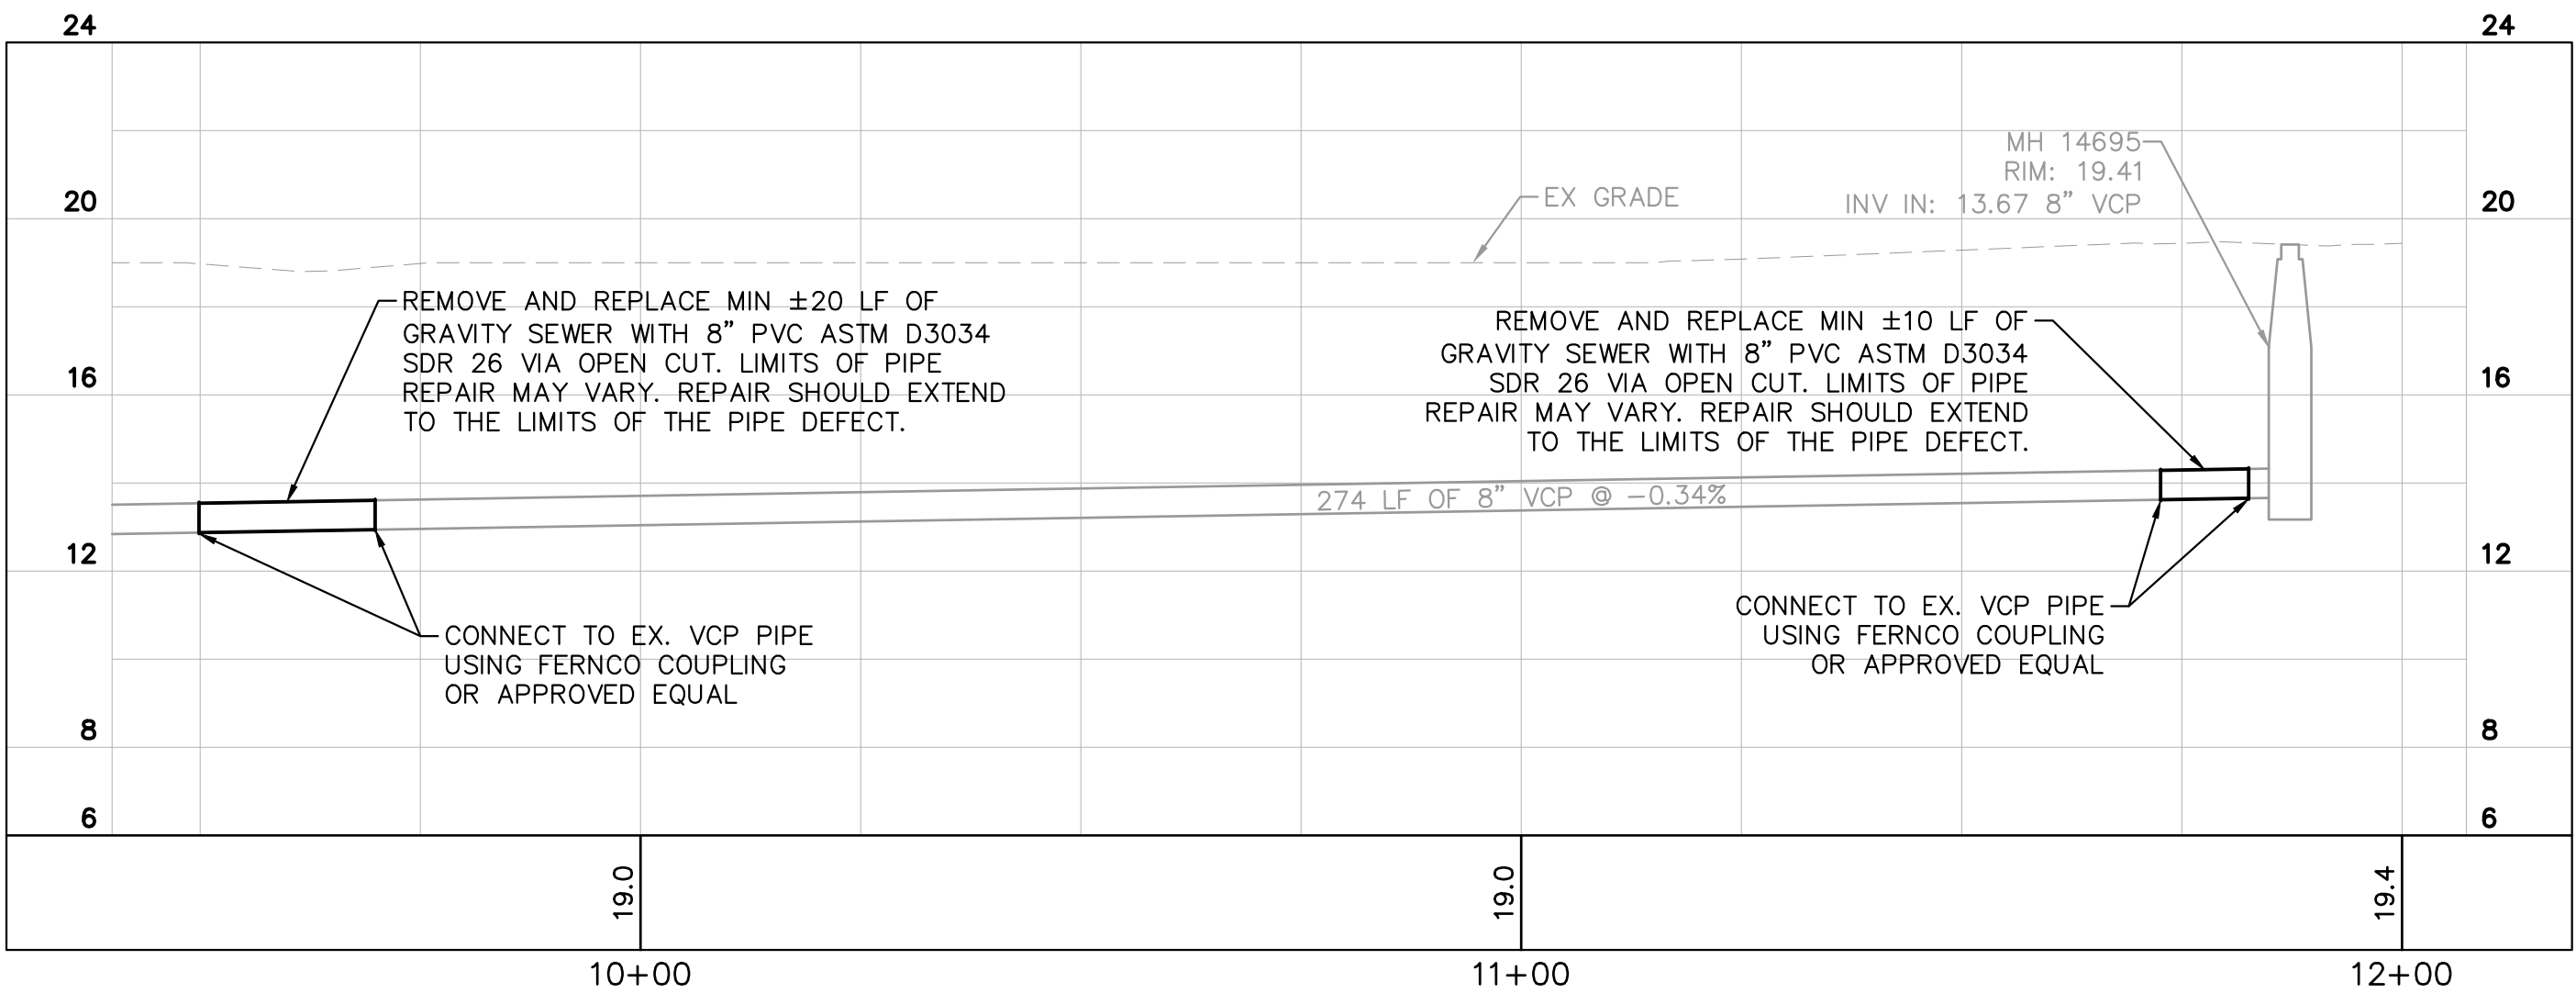 24
24
MH 14695
RIM: 19.41
INV IN: 13.67 8” VCP
EX GRADE
20
20
REMOVE AND REPLACE MIN ±20 LF OF
GRAVITY SEWER WITH 8” PVC ASTM D3034
SDR 26 VIA OPEN CUT. LIMITS OF PIPE
REPAIR MAY VARY. REPAIR SHOULD EXTEND
TO THE LIMITS OF THE PIPE DEFECT.
REMOVE AND REPLACE MIN ±10 LF OF
GRAVITY SEWER WITH 8” PVC ASTM D3034
SDR 26 VIA OPEN CUT. LIMITS OF PIPE
REPAIR MAY VARY. REPAIR SHOULD EXTEND
TO THE LIMITS OF THE PIPE DEFECT.
16
16
274 LF OF 8” VCP @ −0.34%
12
12
CONNECT TO EX. VCP PIPE
USING FERNCO COUPLING
OR APPROVED EQUAL
CONNECT TO EX. VCP PIPE
USING FERNCO COUPLING
OR APPROVED EQUAL
8
8
6
6
19.0
19.0
19.4
10+00
11+00
12+00